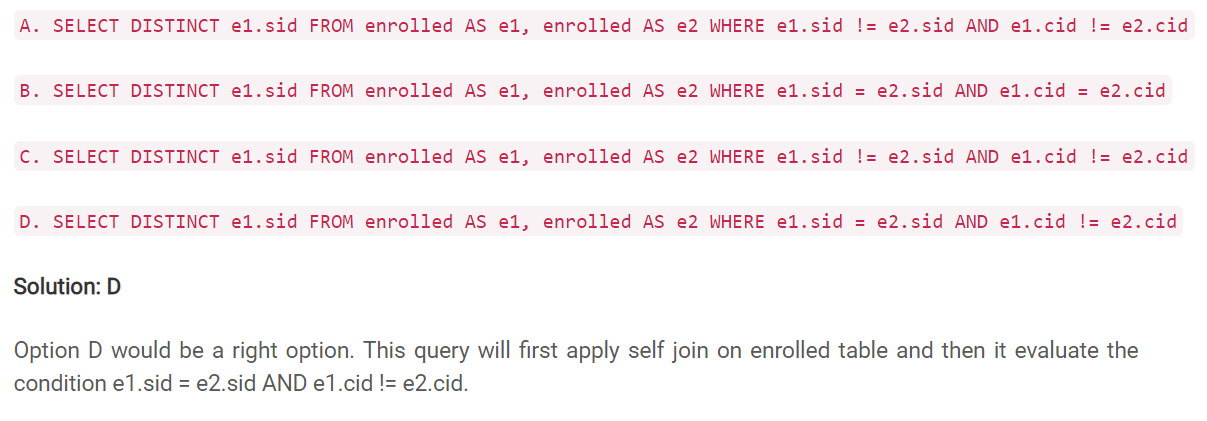 A. SELECT DISTINCT e1.sid FROM enrolled AS e1, enrolled AS e2 WHERE e1.sid != e2.sid AND e1.cid != e2.cid
B. SELECT DISTINCT e1.sid FROM enrolled AS e1, enrolled AS e2 WHERE e1.sid = e2.sid AND e1.cid = e2.cid
C. SELECT DISTINCT e1.sid FROM enrolled AS e1, enrolled AS e2 WHERE e1.sid != e2.sid AND e1.cid != e2.cid
D. SELECT DISTINCT e1.sid FROM enrolled AS e1, enrolled AS e2 WHERE e1.sid = e2.sid AND e1.cid != e2.cid
Solution: D
Option D would be a right option. This query will first apply self join on enrolled table and then it evaluate the
condition e1.sid = e2.sid AND e1.cid != e2.cid.